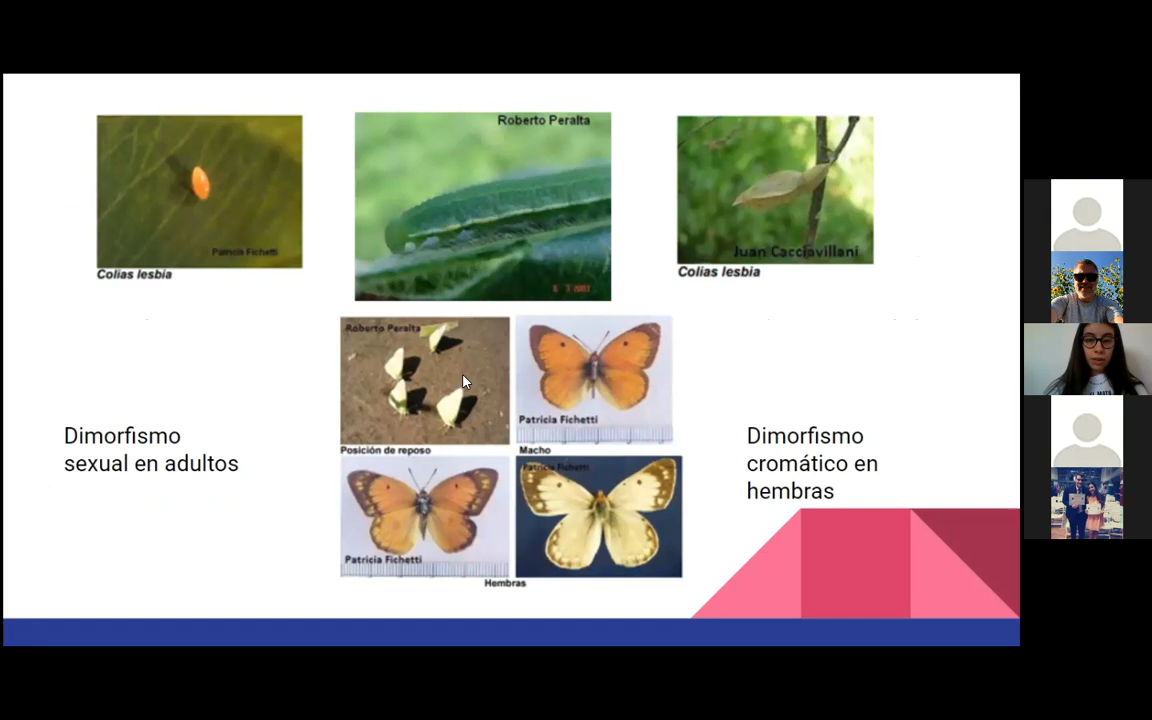 Patricia Fichetti
Colias lesbia
Roberto Peralta
Juan Cacciavillani
Colias lesbia
Dimorfismo
sexual en adultos
Roberto Peralta
Posición de reposo
Patricia Fichetti
Macho
Patricia Fichetti
Patricia Fichetti
Hembras
Dimorfismo
cromático en
hembras